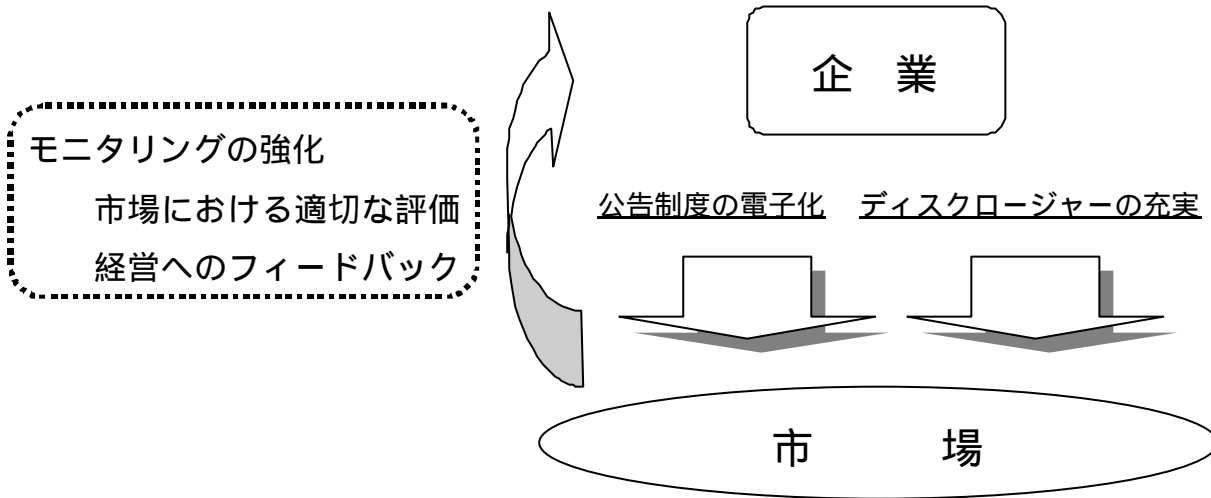 企　業
モニタリングの強化
市場における適切な評価
経営へのフィードバック
公告制度の電子化　ディスクロージャーの充実
市　　場